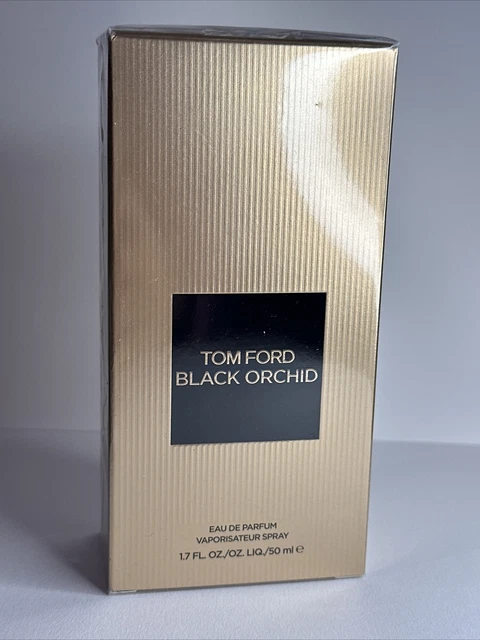 TOM FORD
BLACK ORCHID
EAU DE PARFUM
VAPORISATEUR SPRAY
1.7 FL. OZ./OZ. LIQ./50 ml ℮